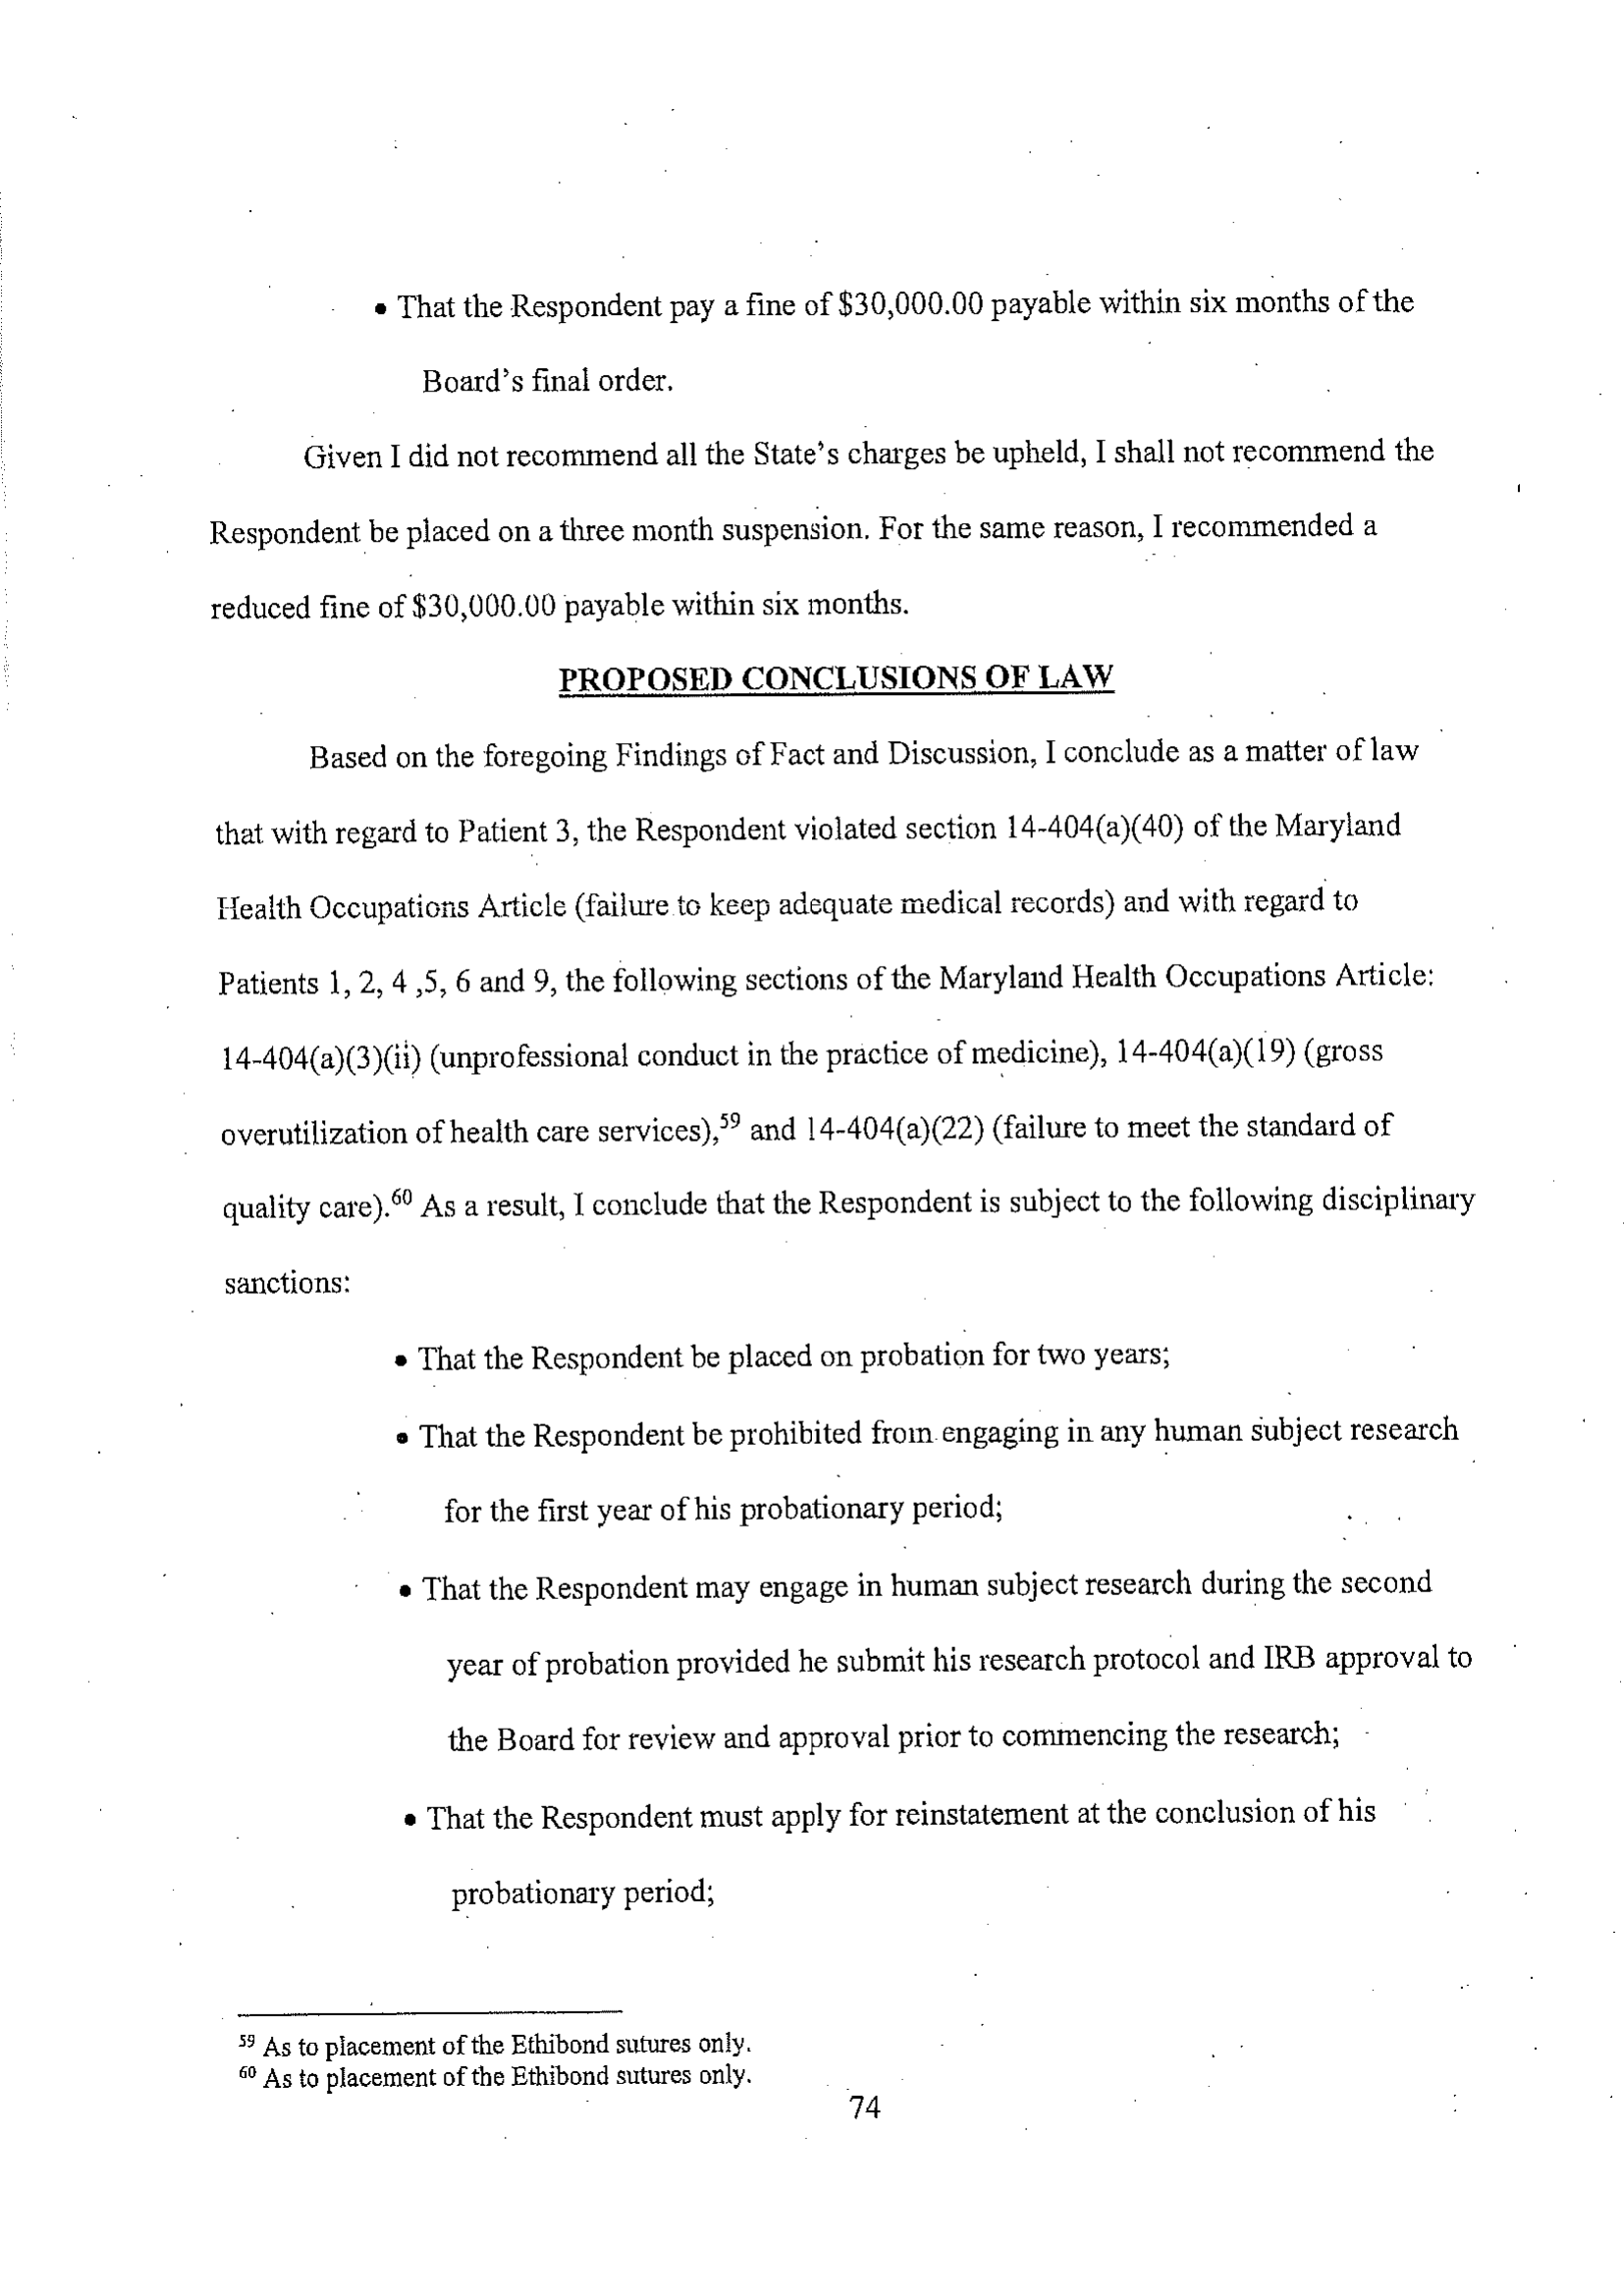 • That the Respondent pay a fine of $30,000.00 payable within six months of the
Board's final order.
Given I did not recommend all the State's charges be upheld, I shall not recommend the
Respondent be placed on a three month suspension. For the same reason, I recommended a
reduced fine of $30,000.00 payable within six months.
PROPOSED CONCLUSIONS OF LAW
Based on the foregoing Findings of Fact and Discussion, I conclude as a matter of law
that with regard to Patient 3, the Respondent violated section 14-404(a)(40) of the Maryland
Health Occupations Article (failure to keep adequate medical records) and with regard to
Patients 1, 2, 4 ,5, 6 and 9, the following sections of the Maryland Health Occupations Article:
14-404(a)(3)(ii) (unprofessional conduct in the practice of medicine), 14-404(a)(19) (gross
overutilization of health care services),59 and 14-404(a)(22) (failure to meet the standard of
quality care).60 As a result, I conclude that the Respondent is subject to the following disciplinary
sanctions:
• That the Respondent be placed on probation for two years;
• That the Respondent be prohibited from engaging in any human subject research
for the first year of his probationary period;
• That the Respondent may engage in human subject research during the second
year of probation provided he submit his research protocol and IRB approval to
the Board for review and approval prior to commencing the research;
• That the Respondent must apply for reinstatement at the conclusion of his
probationary period;
59 As to placement of the Ethibond sutures only.
60 As to placement of the Ethibond sutures only.
74